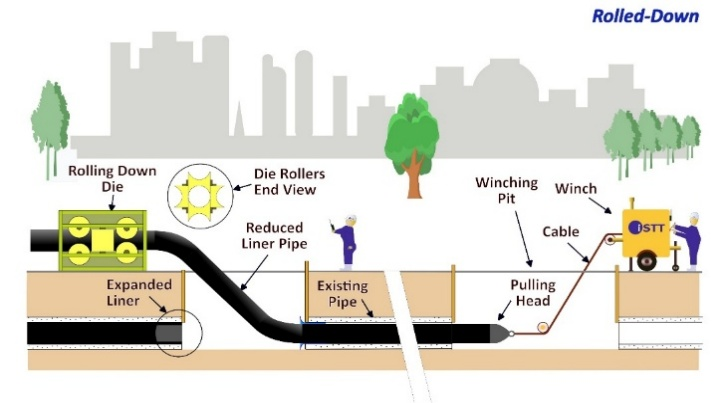 Rolled-Down
Rolling Down
Die
Die Rollers
End View
Winching
Pit
Winch
Reduced
Liner Pipe
Cable
iSTT
Expanded
Liner
Existing
Pipe
Pulling
Head